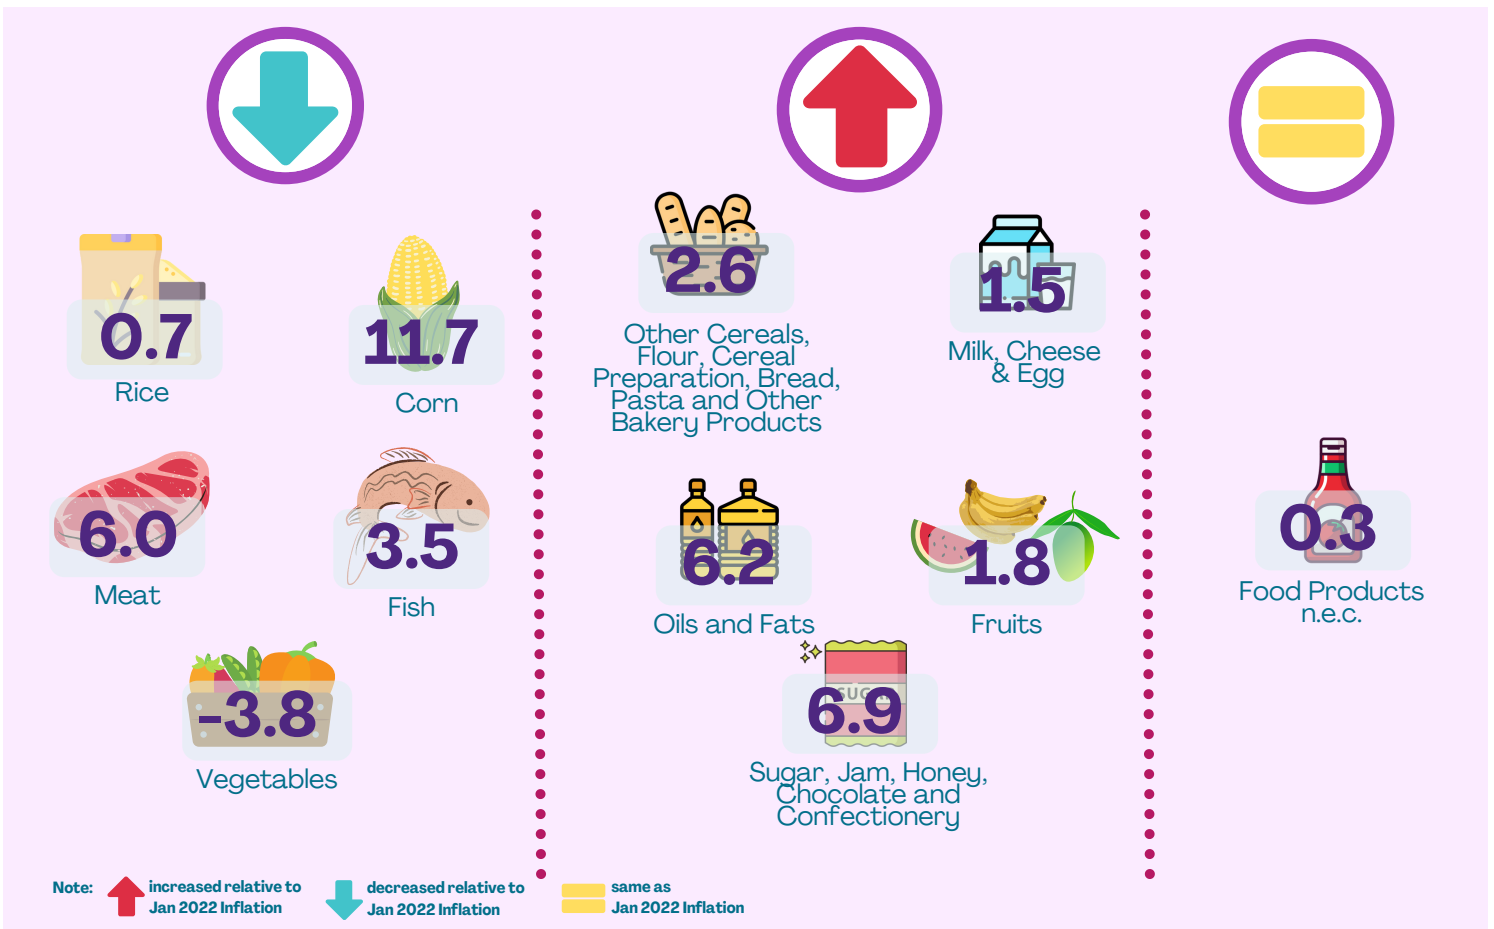 0.7
Rice
11.7
Corn
6.0
Meat
3.5
Fish
-3.8
Vegetables
2.6
Other Cereals,
Flour, Cereal
Preparation, Bread,
Pasta and Other
Bakery Products
1.5
Milk, Cheese
& Egg
6.2
Oils and Fats
1.8
Fruits
SUGAR
6.9
Sugar, Jam, Honey,
Chocolate and
Confectionery
0.3
Food Products
n.e.c.
Note:
increased relative to
Jan 2022 Inflation
decreased relative to
Jan 2022 Inflation
same as
Jan 2022 Inflation